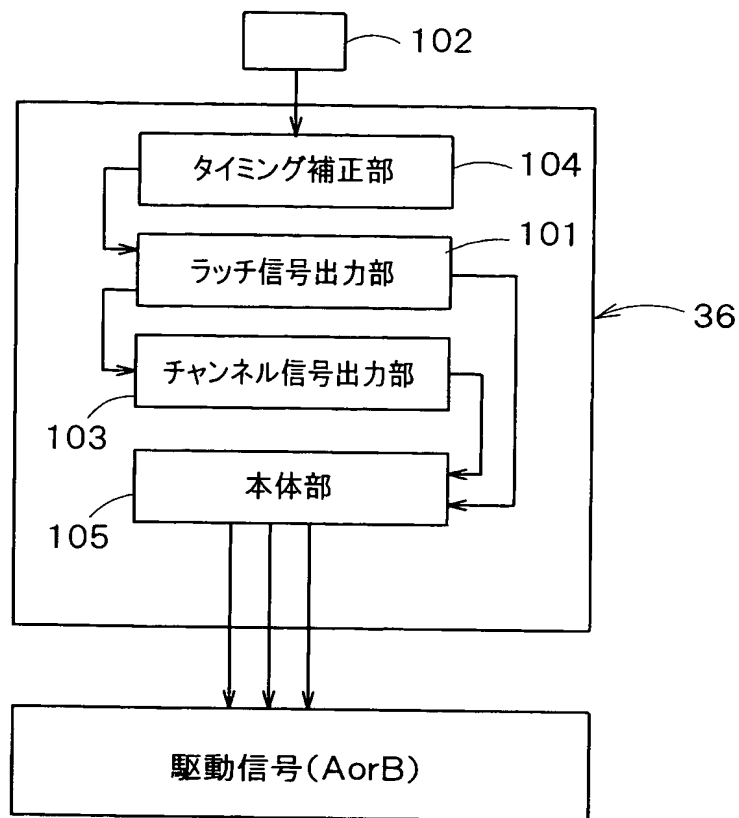 102
タイミング補正部
104
101
ラッチ信号出力部
36
チャンネル信号出力部
103
本体部
105
駆動信号(AorB)